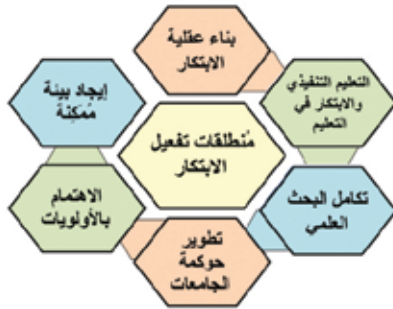 بناء عقلية
الابتكار
التعليم التنفيذي
والابتكار في
التعليم
تكامل البحث
العلمي
تطوير
حوكمة
الجامعات
الاهتمام
بالأولويات
إيجاد بيئة
مُمَكِنة
مُنطلقات تفعيل
الابتكار